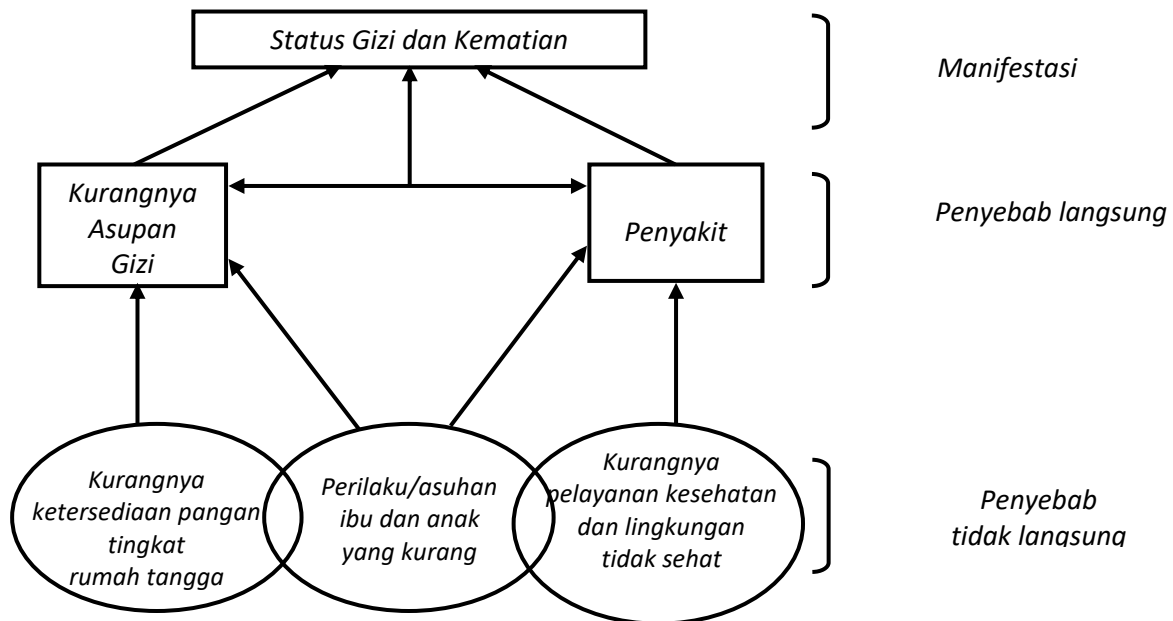 Status Gizi dan Kematian
Manifestasi
Kurangnya
Asupan
Gizi
Penyakit
Penyebab langsung
Kurangnya
ketersediaan pangan
tingkat
rumah tangga
Perilaku/asuhan
ibu dan anak
yang kurang
Kurangnya
pelayanan kesehatan
dan lingkungan
tidak sehat
Penyebab
tidak langsung